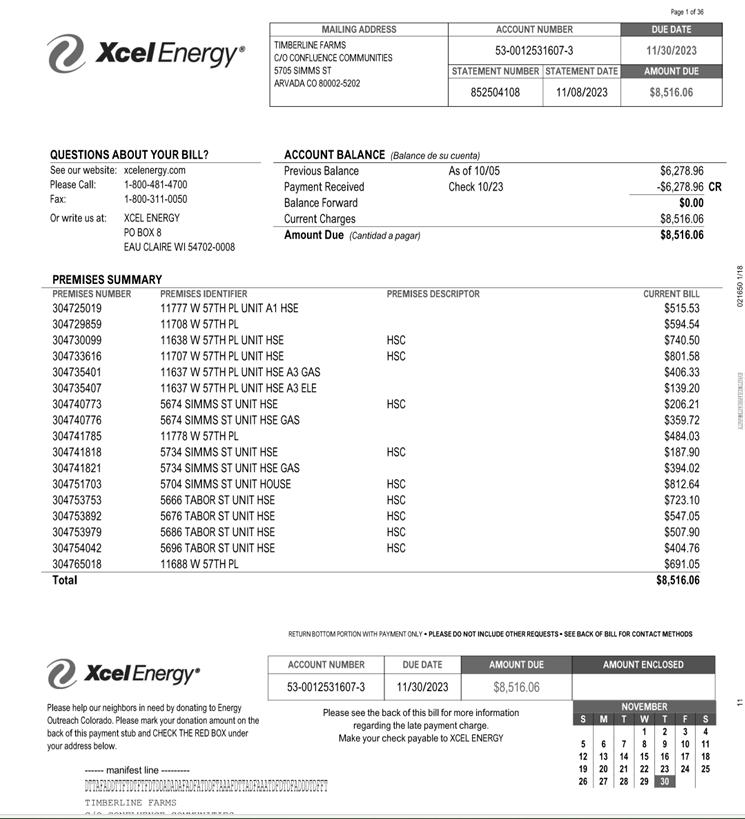 Page 1 of 36
Xcel Energy®
MAILING ADDRESS
TIMBERLINE FARMS
C/O CONFLUENCE COMMUNITIES
5705 SIMMS ST
ARVADA CO 80002-5202
ACCOUNT NUMBER DUE DATE
53-0012531607-3 11/30/2023
STATEMENT NUMBER STATEMENT DATE AMOUNT DUE
852504108 11/08/2023 $8,516.06
QUESTIONS ABOUT YOUR BILL?
See our website: xcelenergy.com
Please Call: 1-800-481-4700
Fax: 1-800-311-0050
Or write us at: XCEL ENERGY
PO BOX 8
EAU CLAIRE WI 54702-0008
ACCOUNT BALANCE (Balance de su cuenta)
Previous Balance As of 10/05 $6,278.96
Payment Received Check 10/23 -$6,278.96 CR
Balance Forward $0.00
Current Charges $8,516.06
Amount Due (Cantidad a pagar) $8,516.06
PREMISES SUMMARY
PREMISES NUMBER PREMISES IDENTIFIER PREMISES DESCRIPTOR CURRENT BILL
304725019 11777 W 57TH PL UNIT A1 HSE $515.53
304729859 11708 W 57TH PL $594.54
304730099 11638 W 57TH PL UNIT HSE HSC $740.50
304733616 11707 W 57TH PL UNIT HSE HSC $801.58
304735401 11637 W 57TH PL UNIT HSE A3 GAS $406.33
304735407 11637 W 57TH PL UNIT HSE A3 ELE $139.20
304740773 5674 SIMMS ST UNIT HSE HSC $206.21
304740776 5674 SIMMS ST UNIT HSE GAS $359.72
304741785 11778 W 57TH PL $484.03
304741818 5734 SIMMS ST UNIT HSE HSC $187.90
304741821 5734 SIMMS ST UNIT HSE GAS $394.02
304751703 5704 SIMMS ST UNIT HOUSE HSC $812.64
304753753 5666 TABOR ST UNIT HSE HSC $723.10
304753892 5676 TABOR ST UNIT HSE HSC $547.05
304753979 5686 TABOR ST UNIT HSE HSC $507.90
304754042 5696 TABOR ST UNIT HSE HSC $404.76
304765018 11688 W 57TH PL $691.05
Total $8,516.06
021650 1/18
RETURN BOTTOM PORTION WITH PAYMENT ONLY • PLEASE DO NOT INCLUDE OTHER REQUESTS • SEE BACK OF BILL FOR CONTACT METHODS
Xcel Energy®
ACCOUNT NUMBER DUE DATE AMOUNT DUE AMOUNT ENCLOSED
53-0012531607-3 11/30/2023 $8,516.06
Please help our neighbors in need by donating to Energy
Outreach Colorado. Please mark your donation amount on the
back of this payment stub and CHECK THE RED BOX under
your address below.
Please see the back of this bill for more information
regarding the late payment charge.
Make your check payable to XCEL ENERGY
NOVEMBER
S M T W T F S
1 2 3 4
5 6 7 8 9 10 11
12 13 14 15 16 17 18
19 20 21 22 23 24 25
26 27 28 29 30
11
------ manifest line ---------
TIMBERLINE FARMS
C/O CONFLUENCE COMMUNITIES